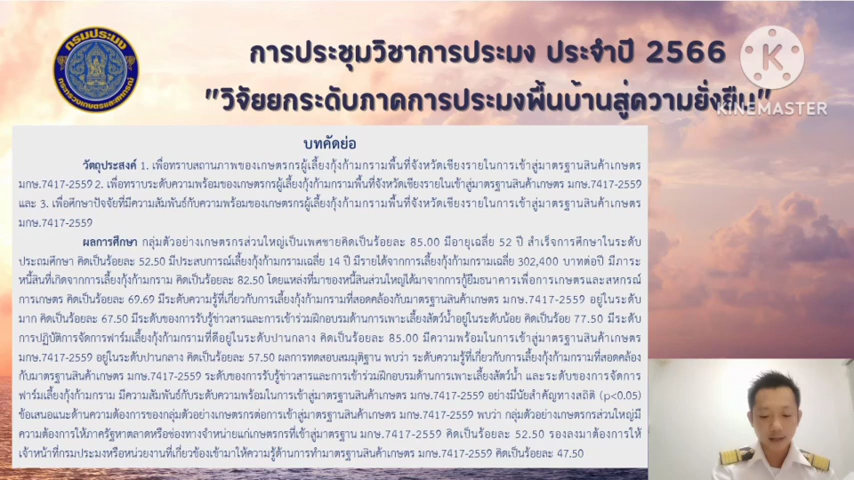 กรมประมง
กระทรวงเกษตรและสหกรณ์
การประชุมวิชาการประมง ประจำปี 2566
"วิจัยยกระดับภาคการประมงพื้นบ้านสู่ความยั่งยืน"
KINEMASTER
บทคัดย่อ
วัตถุประสงค์ 1. เพื่อทราบสถานภาพของเกษตรกรผู้เลี้ยงกุ้งก้ามกรามพื้นที่จังหวัดเชียงรายในการเข้าสู่มาตรฐานสินค้าเกษตร
มกษ.7417-2559 2. เพื่อทราบระดับความพร้อมของเกษตรกรผู้เลี้ยงกุ้งก้ามกรามพื้นที่จังหวัดเชียงรายในเข้าสู่มาตรฐานสินค้าเกษตร มกษ.7417-2559
และ 3. เพื่อศึกษาปัจจัยที่มีความสัมพันธ์กับความพร้อมของเกษตรกรผู้เลี้ยงกุ้งก้ามกรามพื้นที่จังหวัดเชียงรายในการเข้าสู่มาตรฐานสินค้าเกษตร
มกษ.7417-2559
ผลการศึกษา กลุ่มตัวอย่างเกษตรกรส่วนใหญ่เป็นเพศชายคิดเป็นร้อยละ 85.00 มีอายุเฉลี่ย 52 ปี สำเร็จการศึกษาในระดับ
ประถมศึกษา คิดเป็นร้อยละ 52.50 มีประสบการณ์เลี้ยงกุ้งก้ามกรามเฉลี่ย 14 ปี มีรายได้จากการเลี้ยงกุ้งก้ามกรามเฉลี่ย 302,400 บาทต่อปี มีภาระ
หนี้สินที่เกิดจากการเลี้ยงกุ้งก้ามกราม คิดเป็นร้อยละ 82.50 โดยแหล่งที่มาของหนี้สินส่วนใหญ่ได้มาจากการกู้ยืมธนาคารเพื่อการเกษตรและสหกรณ์
การเกษตร คิดเป็นร้อยละ 69.69 มีระดับความรู้ที่เกี่ยวกับการเลี้ยงกุ้งก้ามกรามที่สอดคล้องกับมาตรฐานสินค้าเกษตร มกษ.7417-2559 อยู่ในระดับ
มาก คิดเป็นร้อยละ 67.50 มีระดับของการรับรู้ข่าวสารและการเข้าร่วมฝึกอบรมด้านการเพาะเลี้ยงสัตว์น้ำอยู่ในระดับน้อย คิดเป็นร้อย 77.50 มีระดับ
การปฏิบัติการจัดการฟาร์มเลี้ยงกุ้งก้ามกรามที่ดีอยู่ในระดับปานกลาง คิดเป็นร้อยละ 85.00 มีความพร้อมในการเข้าสู่มาตรฐานสินค้าเกษตร
มกษ.7417-2559 อยู่ในระดับปานกลาง คิดเป็นร้อยละ 57.50 ผลการทดสอบสมมุติฐาน พบว่า ระดับความรู้ที่เกี่ยวกับการเลี้ยงกุ้งก้ามกรามที่สอดคล้อง
กับมาตรฐานสินค้าเกษตร มกษ.7417-2559 ระดับของการรับรู้ข่าวสารและการเข้าร่วมฝึกอบรมด้านการเพาะเลี้ยงสัตว์น้ำ และระดับของการจัดการ
ฟาร์มเลี้ยงกุ้งก้ามกราม มีความสัมพันธ์กับระดับความพร้อมในการเข้าสู่มาตรฐานสินค้าเกษตร มกษ.7417-2559 อย่างมีนัยสำคัญทางสถิติ (p<0.05)
ข้อเสนอแนะด้านความต้องการของกลุ่มตัวอย่างเกษตรกรต่อการเข้าสู่มาตรฐานสินค้าเกษตร มกษ.7417-2559 พบว่า กลุ่มตัวอย่างเกษตรกรส่วนใหญ่มี
ความต้องการให้ภาครัฐหาตลาดหรือช่องทางจำหน่ายแก่เกษตรกรที่เข้าสู่มาตรฐาน มกษ.7417-2559 คิดเป็นร้อยละ 52.50 รองลงมาต้องการให้
เจ้าหน้าที่กรมประมงหรือหน่วยงานที่เกี่ยวข้องเข้ามาให้ความรู้ด้านการทำมาตรฐานสินค้าเกษตร มกษ.7417-2559 คิดเป็นร้อยละ 47.50